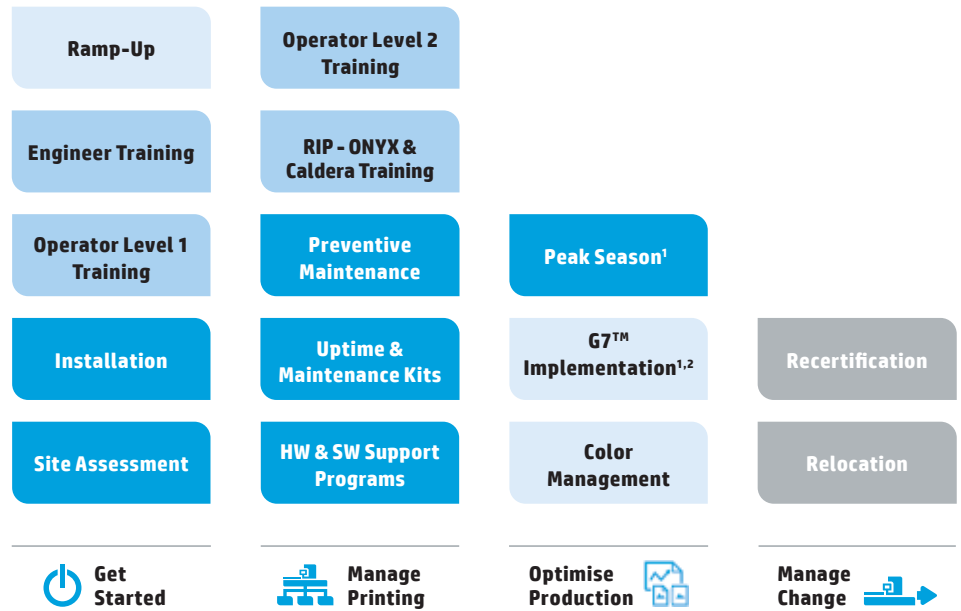 Ramp-Up
Operator Level 2
Training
Engineer Training
RIP - ONYX &
Caldera Training
Operator Level 1
Training
Preventive
Maintenance
Peak Season¹
Installation
Uptime &
Maintenance Kits
G7™
Implementation¹,²
Recertification
Site Assessment
HW & SW Support
Programs
Color
Management
Relocation
Get
Started
Manage
Printing
Optimise
Production
Manage
Change